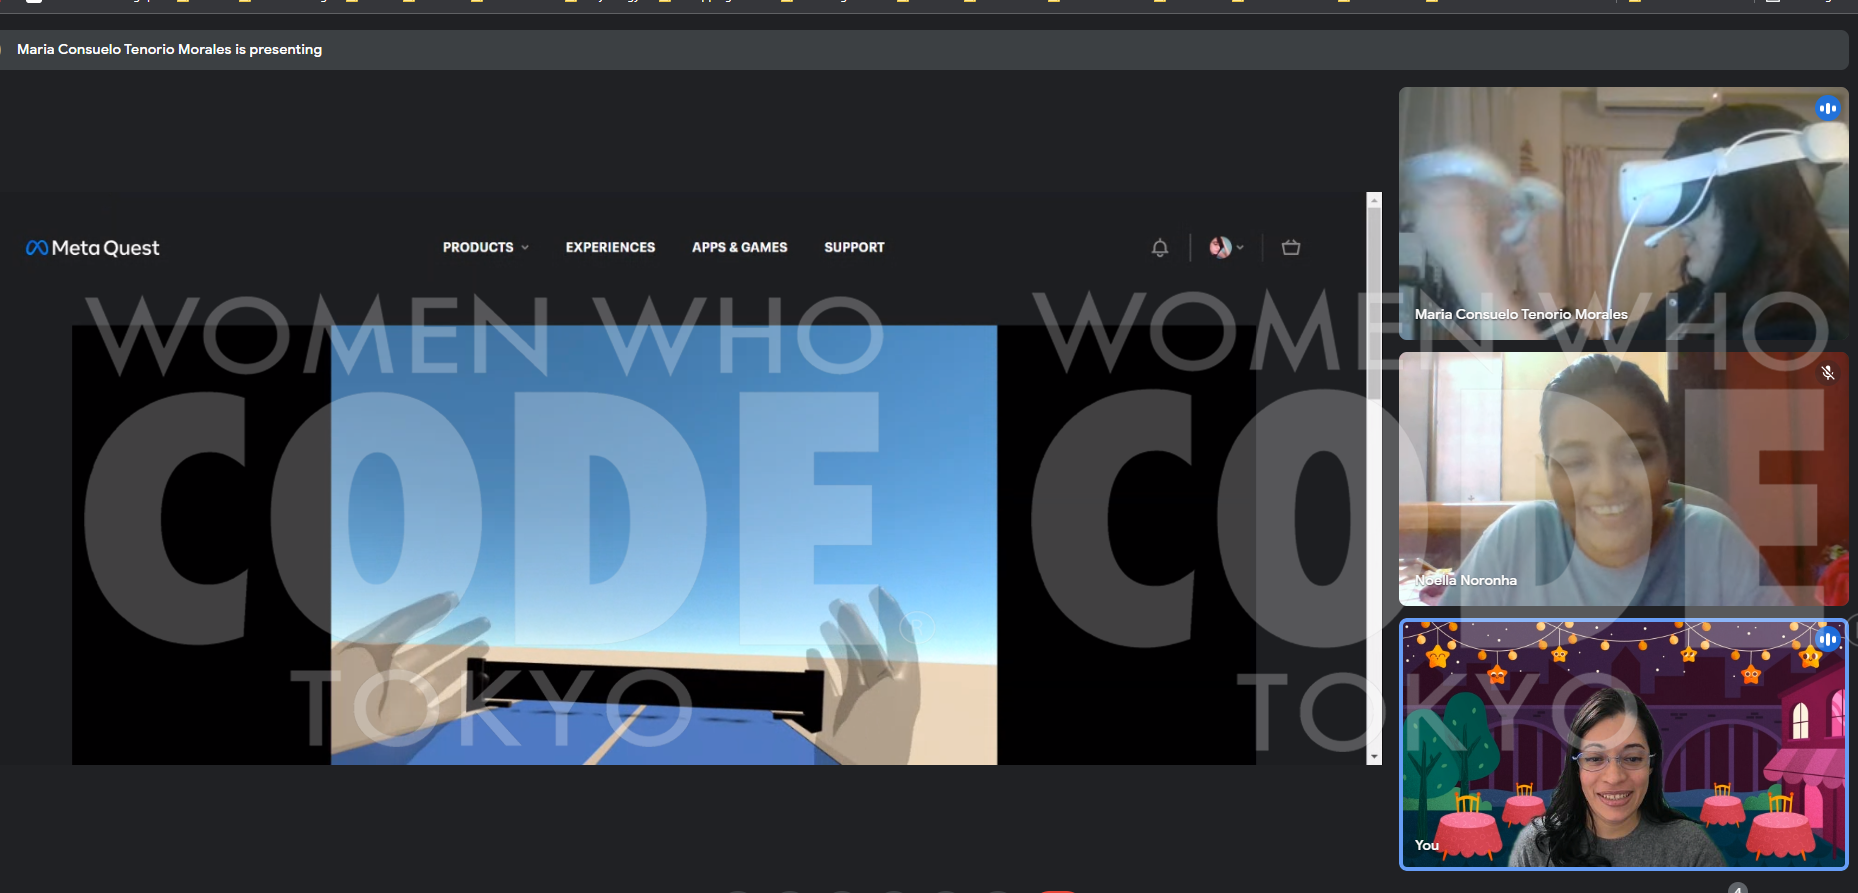 Maria Consuelo Tenorio Morales is presenting
Meta Quest
PRODUCTS
EXPERIENCES
APPS & GAMES
SUPPORT
WOMEN WHO
CODE
®
TOKYO
WOMEN WHO
CODE
TOKYO
Maria Consuelo Tenorio Morales
Noella Noronha
You
4